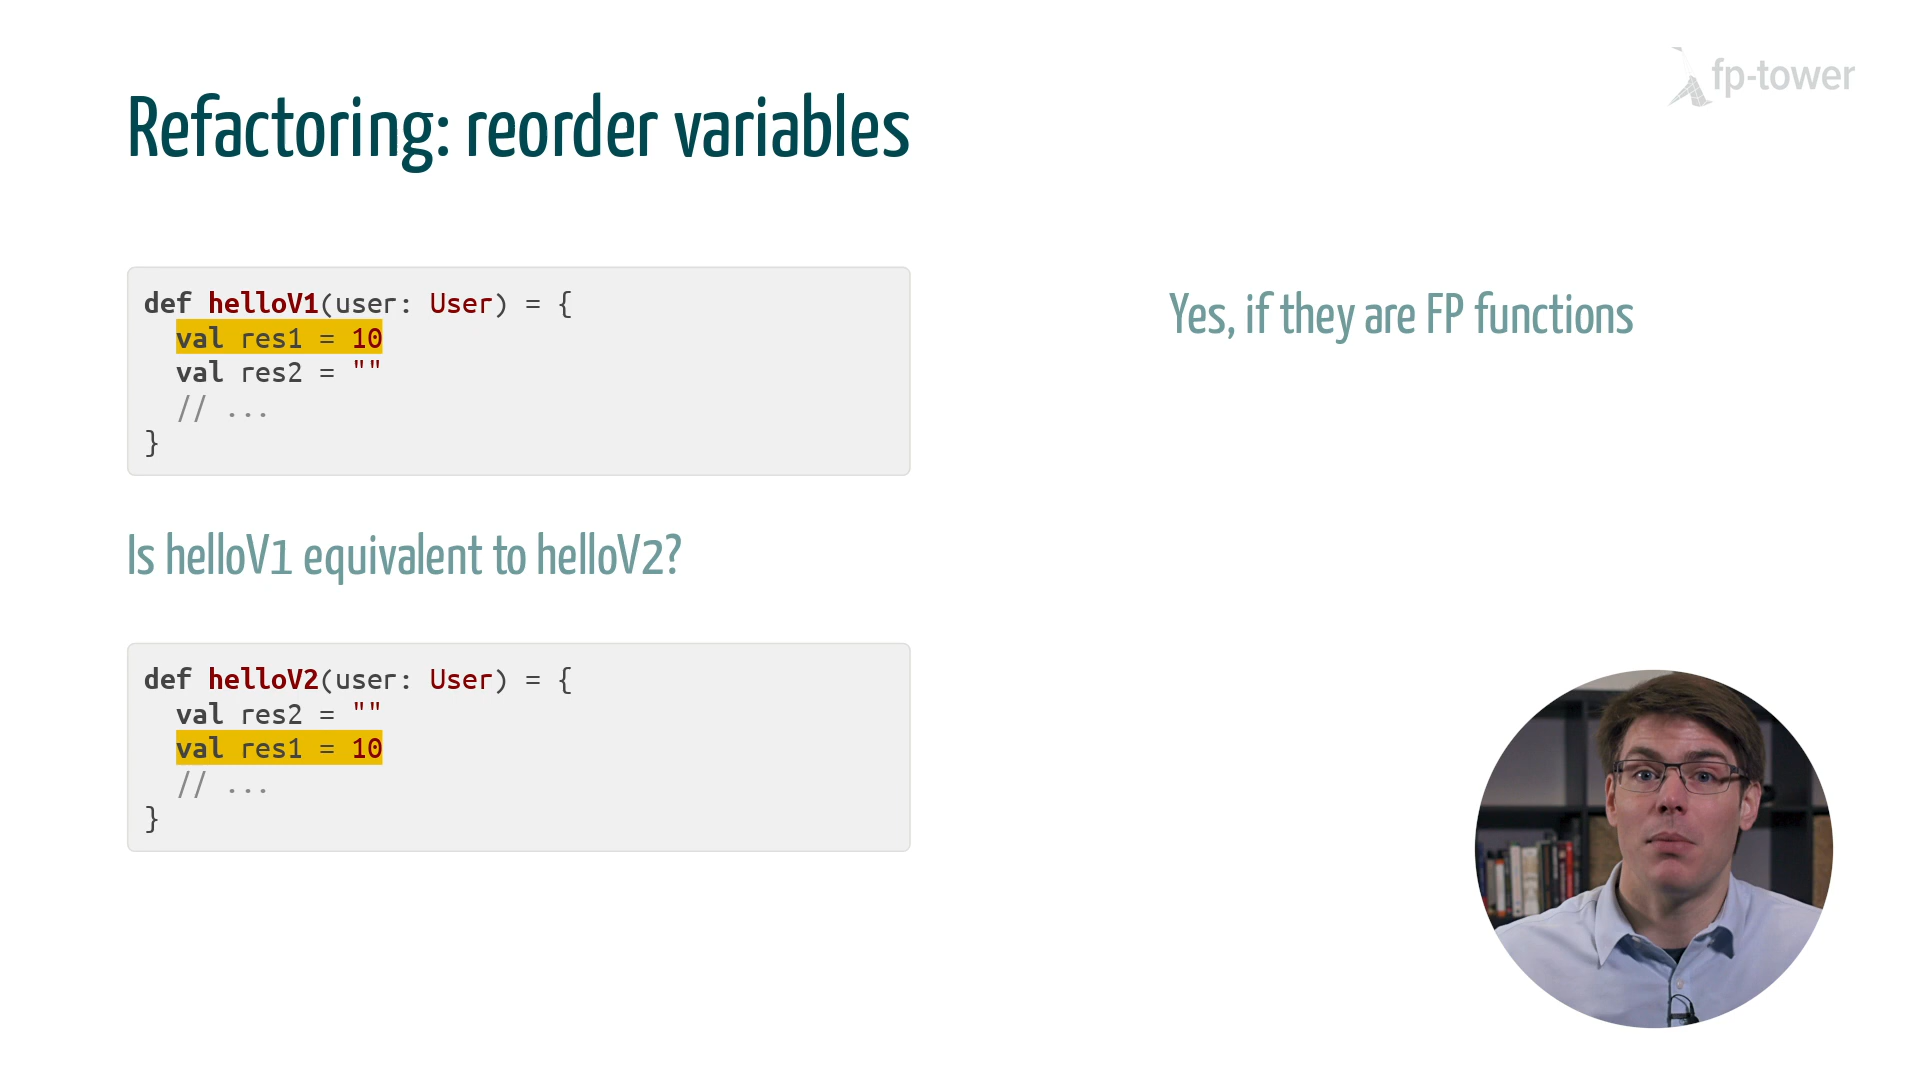 fp-tower
Refactoring: reorder variables
def helloV1(user: User) = {
  val res1 = 10
  val res2 = ""
  // ...
}
Yes, if they are FP functions
Is helloV1 equivalent to helloV2?
def helloV2(user: User) = {
  val res2 = ""
  val res1 = 10
  // ...
}